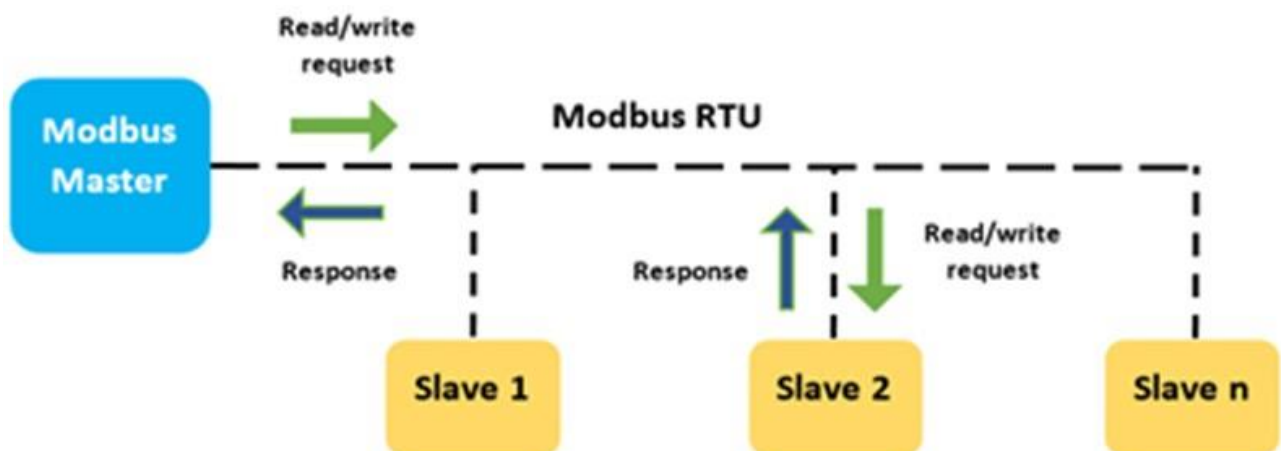 Read/write
request
Modbus
Master
Modbus RTU
Response
Response
Read/write
request
Slave 1
Slave 2
Slave n